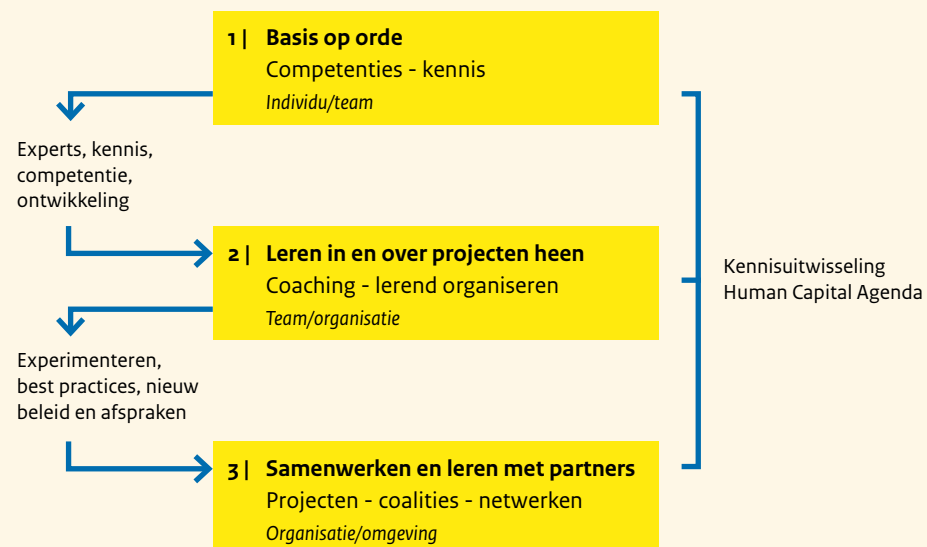 1 | Basis op orde
Competenties - kennis
Individu/team
Experts, kennis,
competentie,
ontwikkeling
2 | Leren in en over projecten heen
Coaching - lerend organiseren
Team/organisatie
Kennisuitwisseling
Human Capital Agenda
Experimenteren,
best practices, nieuw
beleid en afspraken
3 | Samenwerken en leren met partners
Projecten - coalities - netwerken
Organisatie/omgeving